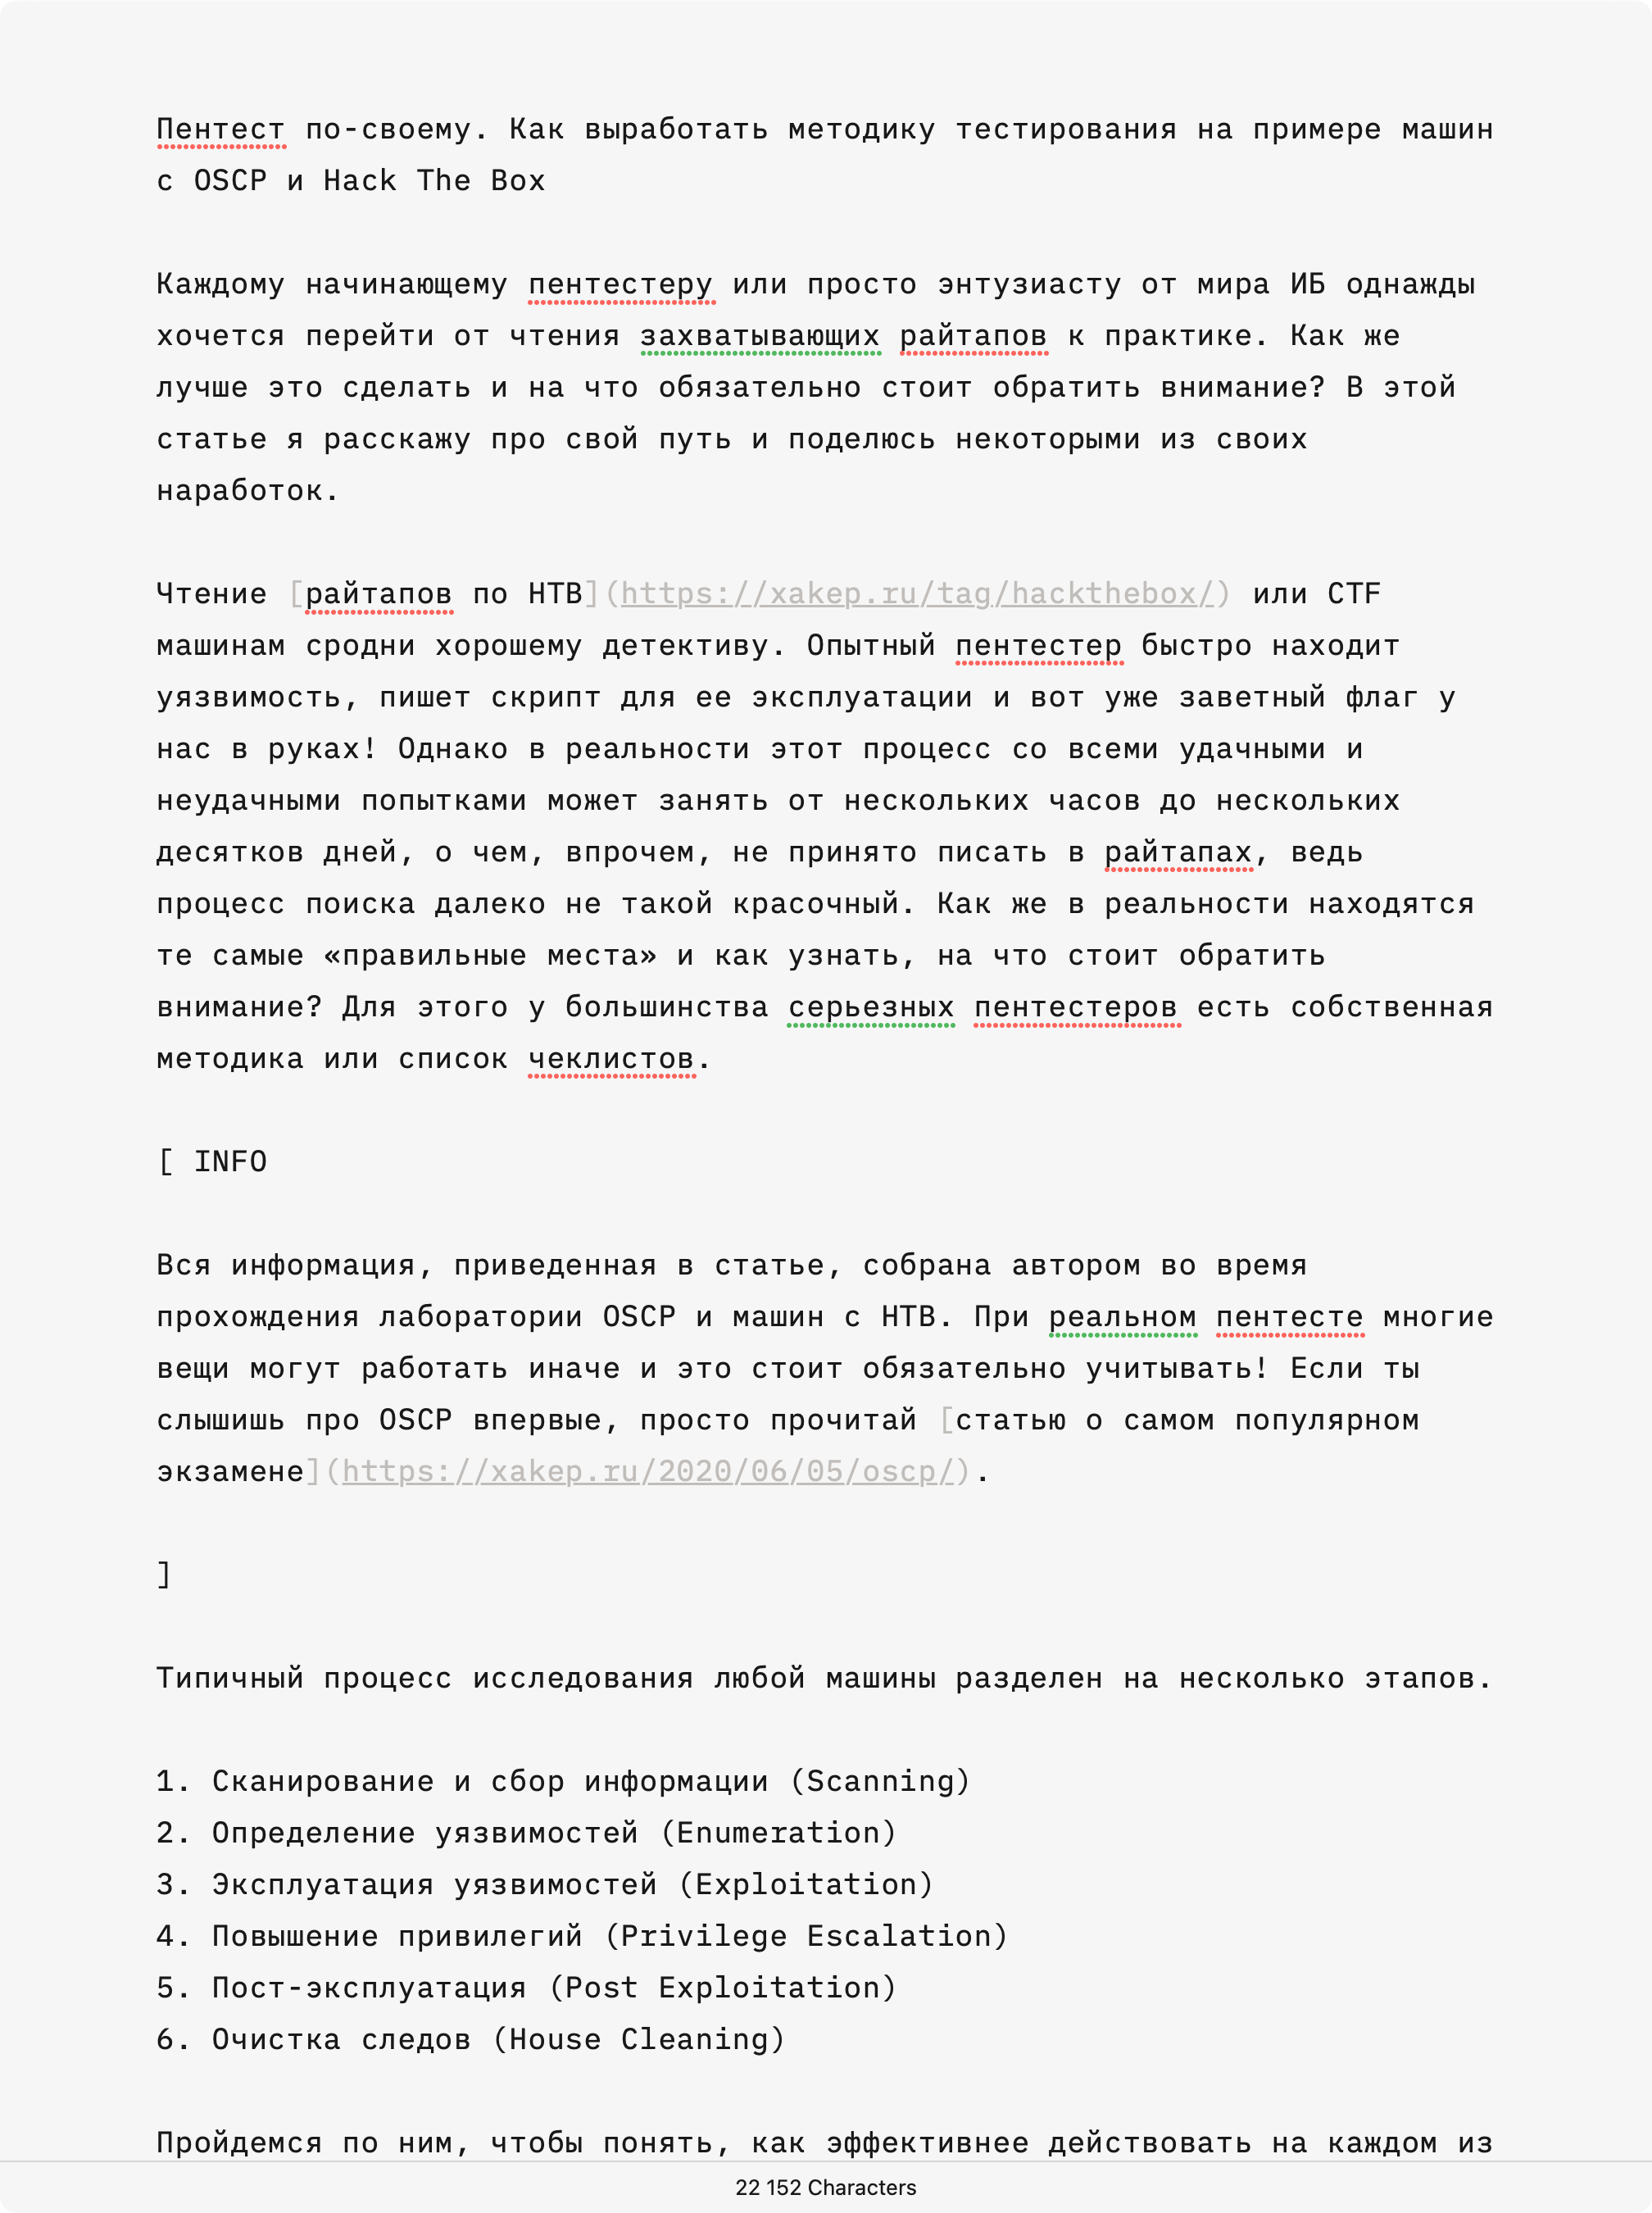 Пентест по-своему. Как выработать методику тестирования на примере машин
с OSCP и Hack The Box
Каждому начинающему пентестеру или просто энтузиасту от мира ИБ однажды
хочется перейти от чтения захватывающих райтапов к практике. Как же
лучше это сделать и на что обязательно стоит обратить внимание? В этой
статье я расскажу про свой путь и поделюсь некоторыми из своих
наработок.
Чтение [райтапов по HTB](https://xakep.ru/tag/hackthebox/) или CTF
машинам сродни хорошему детективу. Опытный пентестер быстро находит
уязвимость, пишет скрипт для ее эксплуатации и вот уже заветный флаг у
нас в руках! Однако в реальности этот процесс со всеми удачными и
неудачными попытками может занять от нескольких часов до нескольких
десятков дней, о чем, впрочем, не принято писать в райтапах, ведь
процесс поиска далеко не такой красочный. Как же в реальности находятся
те самые «правильные места» и как узнать, на что стоит обратить
внимание? Для этого у большинства серьезных пентестеров есть собственная
методика или список чеклистов.
[ INFO
Вся информация, приведенная в статье, собрана автором во время
прохождения лаборатории OSCP и машин с HTB. При реальном пентесте многие
вещи могут работать иначе и это стоит обязательно учитывать! Если ты
слышишь про OSCP впервые, просто прочитай [статью о самом популярном
экзамене](https://xakep.ru/2020/06/05/oscp/).
]
Типичный процесс исследования любой машины разделен на несколько этапов.
1. Сканирование и сбор информации (Scanning)
2. Определение уязвимостей (Enumeration)
3. Эксплуатация уязвимостей (Exploitation)
4. Повышение привилегий (Privilege Escalation)
5. Пост-эксплуатация (Post Exploitation)
6. Очистка следов (House Cleaning)
Пройдемся по ним, чтобы понять, как эффективнее действовать на каждом из
22 152 Characters